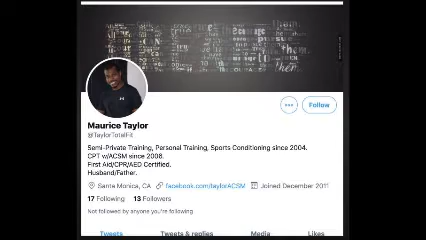 Maurice Taylor
@TaylorTotalFit
Follow
Semi-Private Training, Personal Training, Sports Conditioning since 2004.
CPT w/ACSM since 2008.
First Aid/CPR/AED Certified.
Husband/Father.
Santa Monica, CA facebook.com/taylorACSM Joined December 2011
17 Following 13 Followers
Not followed by anyone you're following
Tweets Tweets & replies Media Likes